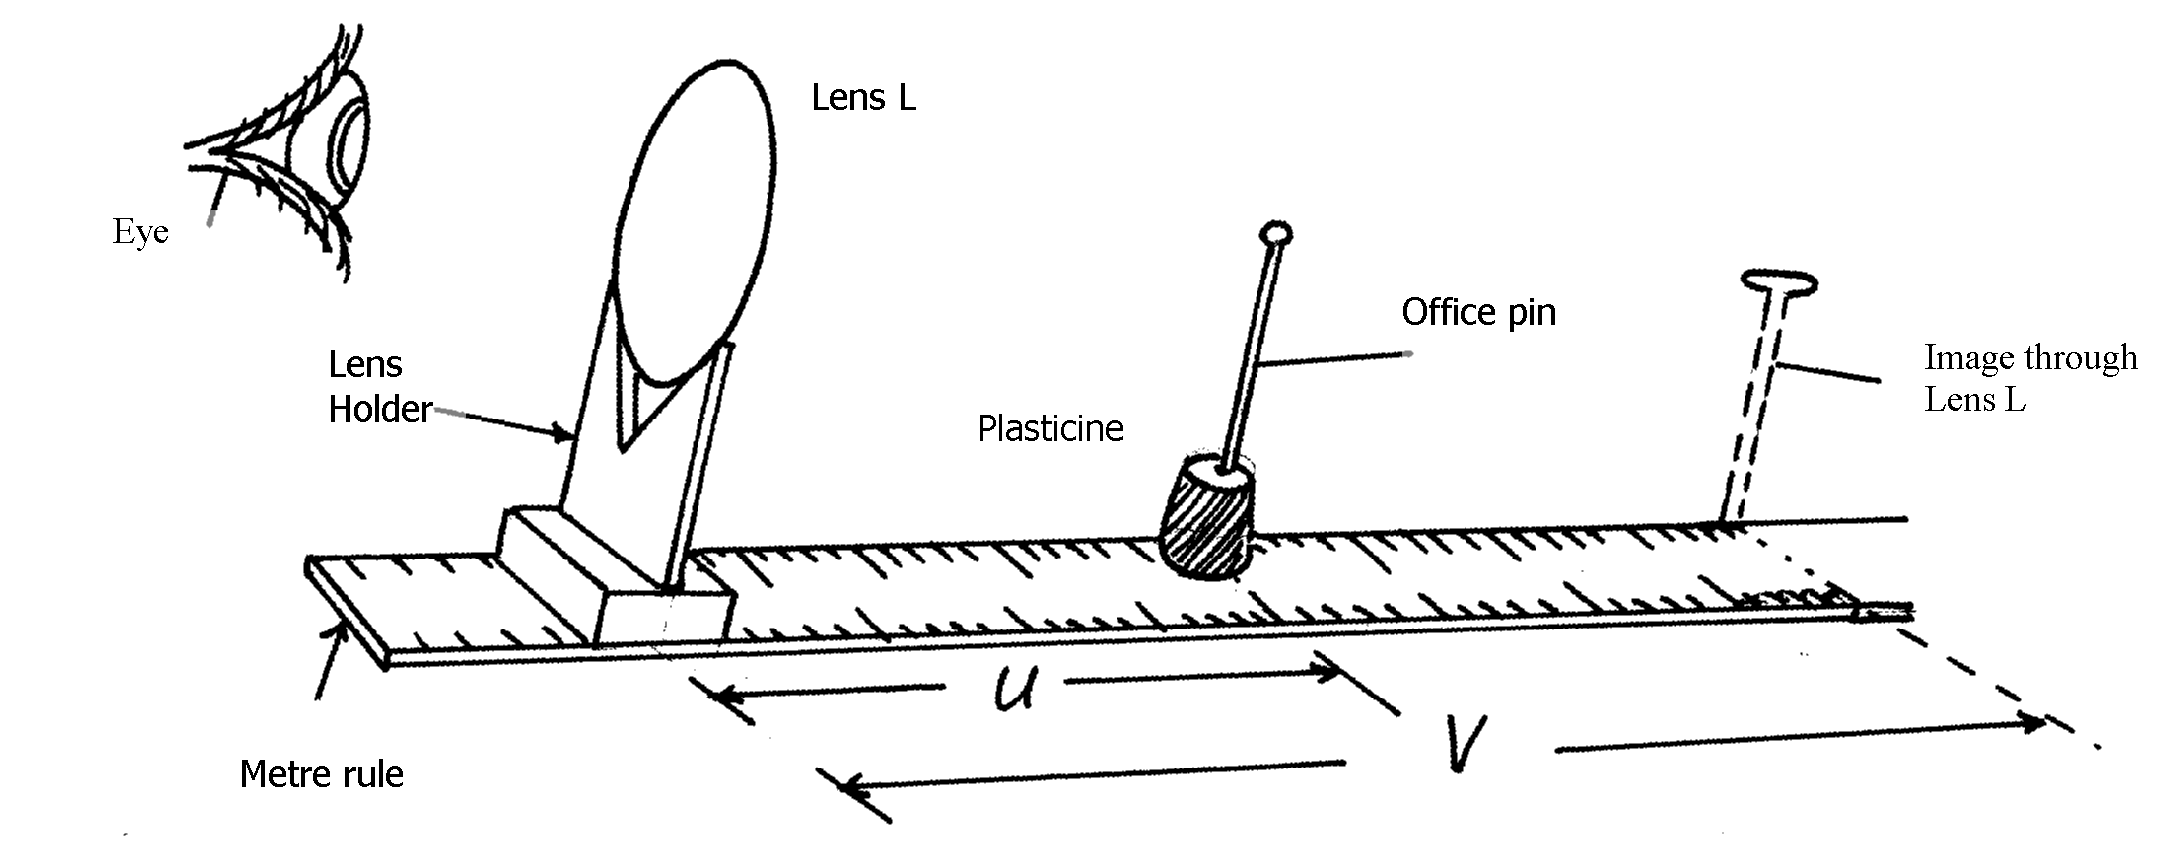 Lens L
Eye
Office pin
Lens
Holder
Image through
Lens L
Plasticine
U
V
Metre rule